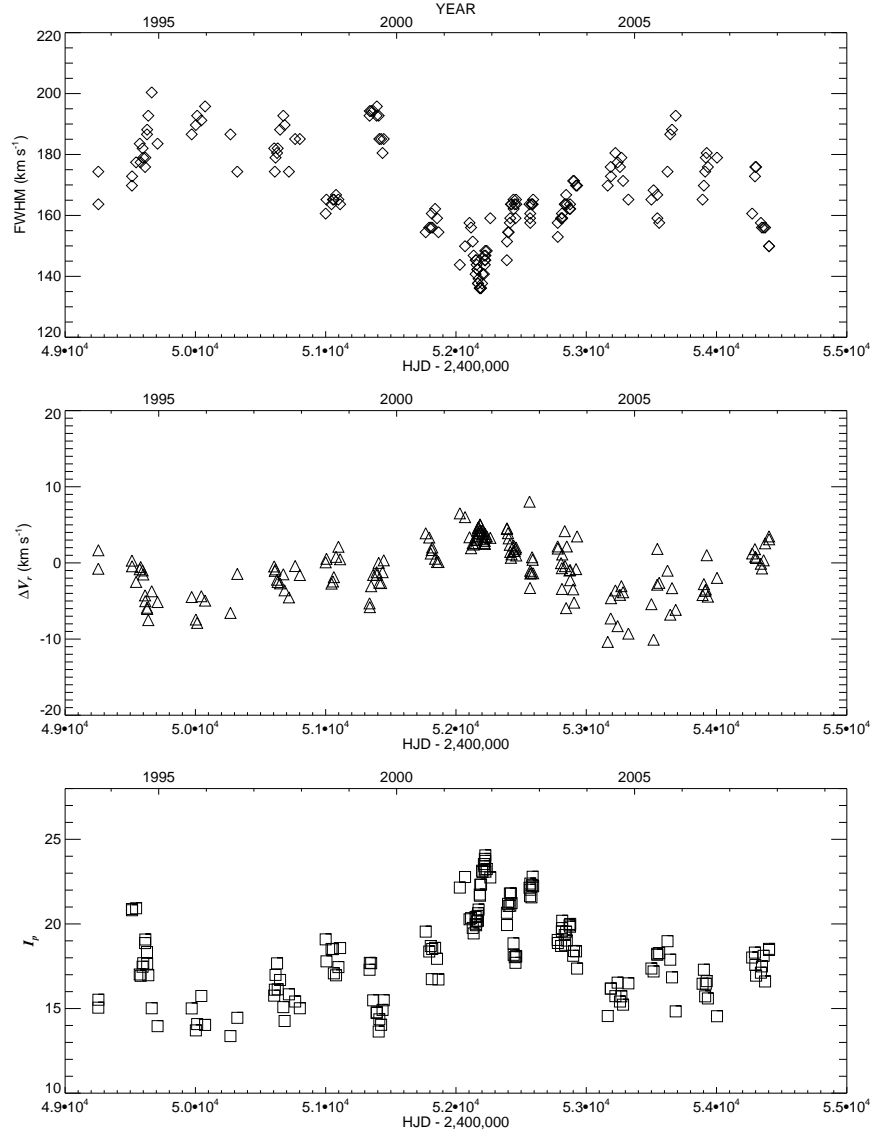 YEAR
1995 2000 2005
220
200
180
160
140
120
FWHM (km s⁻¹)
4.9•10⁴ 5.0•10⁴ 5.1•10⁴ 5.2•10⁴ 5.3•10⁴ 5.4•10⁴ 5.5•10⁴
HJD - 2,400,000
1995 2000 2005
20
10
0
-10
-20
ΔVᵣ (km s⁻¹)
4.9•10⁴ 5.0•10⁴ 5.1•10⁴ 5.2•10⁴ 5.3•10⁴ 5.4•10⁴ 5.5•10⁴
HJD - 2,400,000
1995 2000 2005
25
20
15
10
Iₚ
4.9•10⁴ 5.0•10⁴ 5.1•10⁴ 5.2•10⁴ 5.3•10⁴ 5.4•10⁴ 5.5•10⁴
HJD - 2,400,000